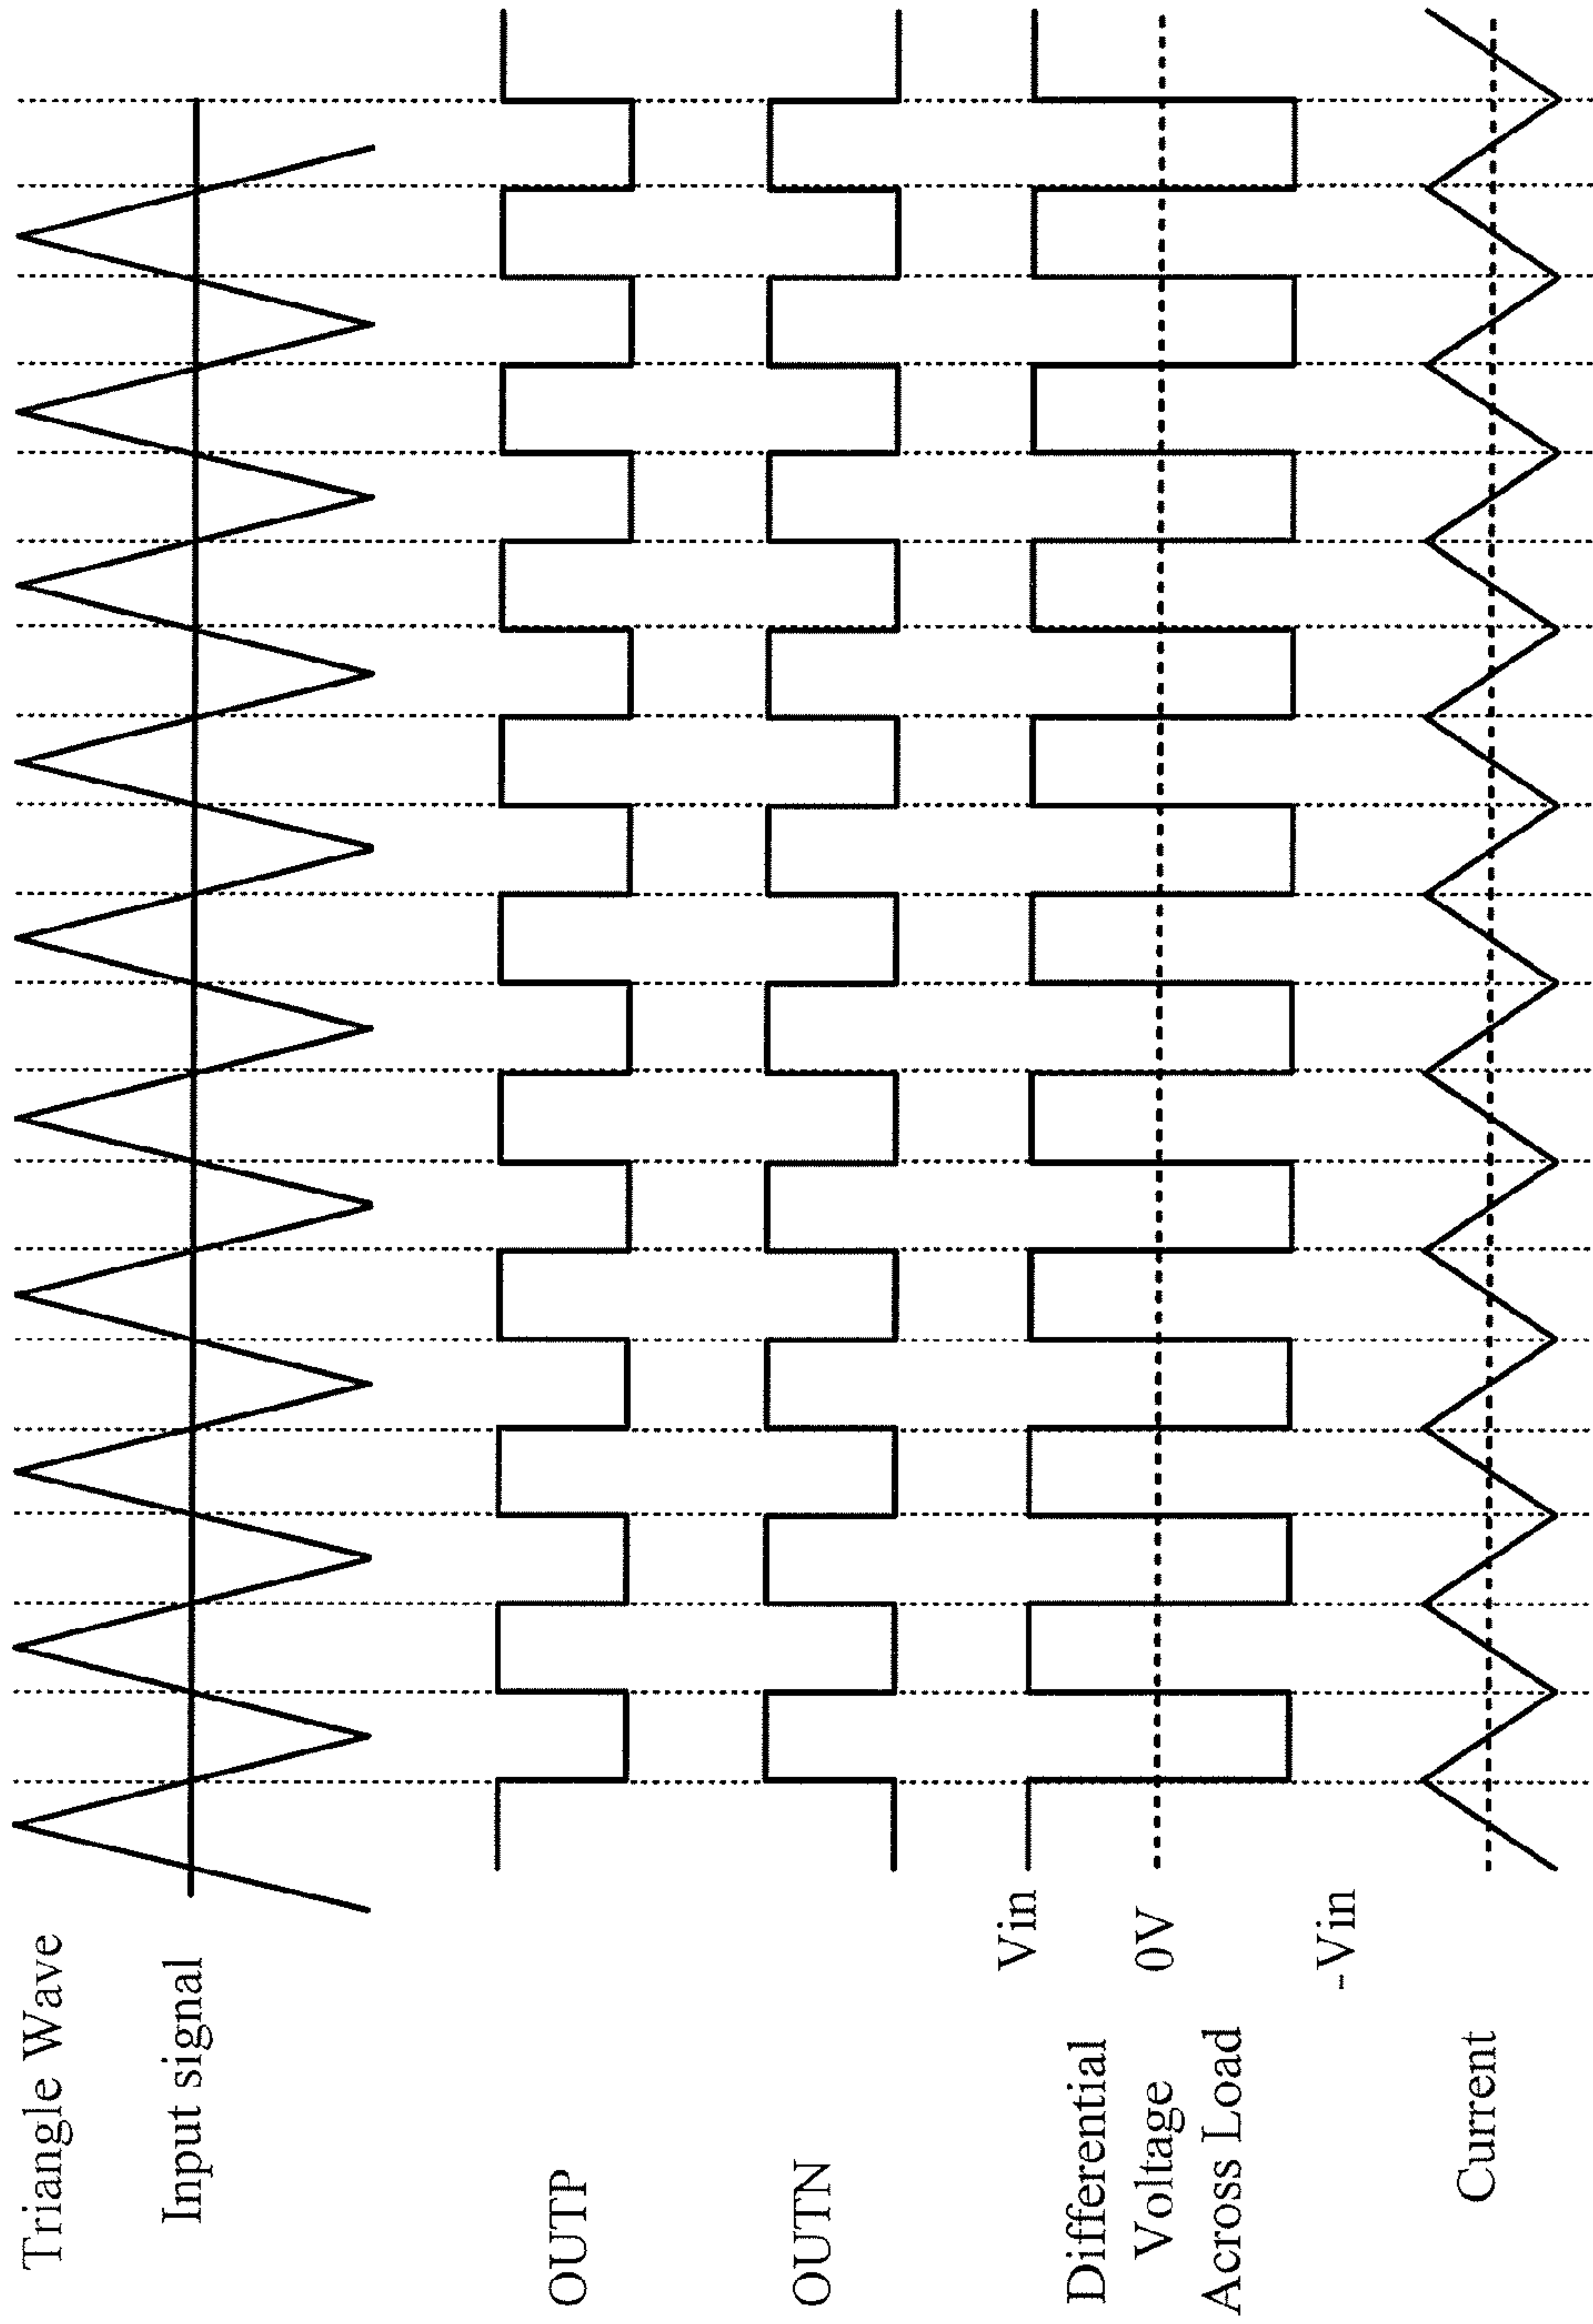 Triangle Wave
Input signal
OUTP
OUTN
Differential
Voltage
Across Load
Vin
0V
-Vin
Current